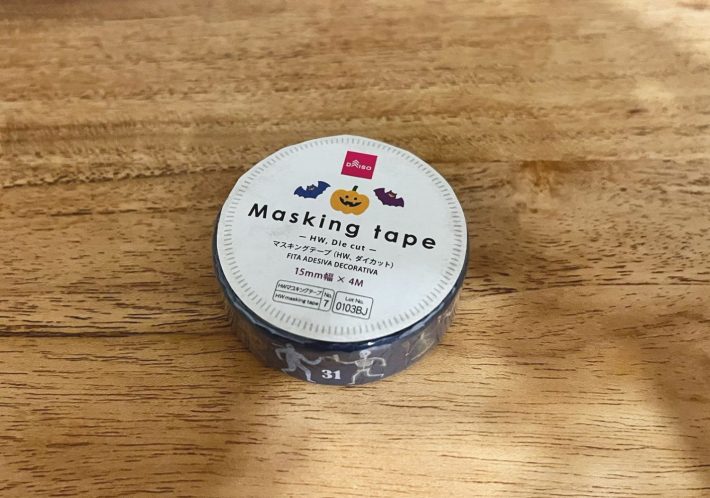 DAISO
Masking tape
– HW, Die cut –
マスキングテープ（HW、ダイカット）
FITA ADESIVA DECORATIVA
15mm幅 × 4M
HWマスキングテープ No.
HW masking tape 7
Lot No.
0103BJ
31